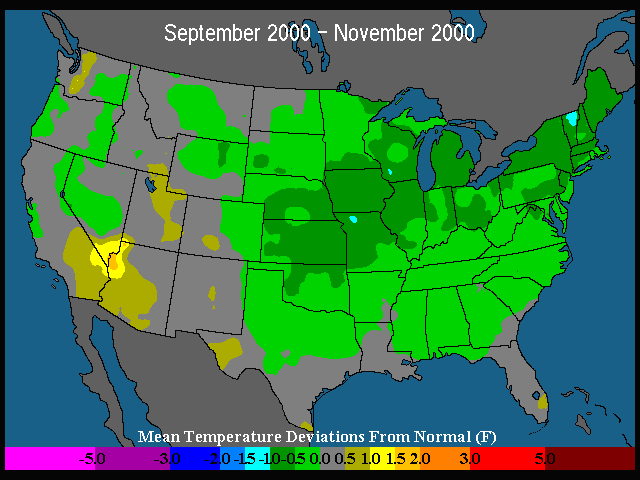 September 2000 - November 2000
Mean Temperature Deviations From Normal (F)
-5.0 -3.0 -2.0 -1.5 -1.0 -0.5 0.0 0.5 1.0 1.5 2.0 3.0 5.0